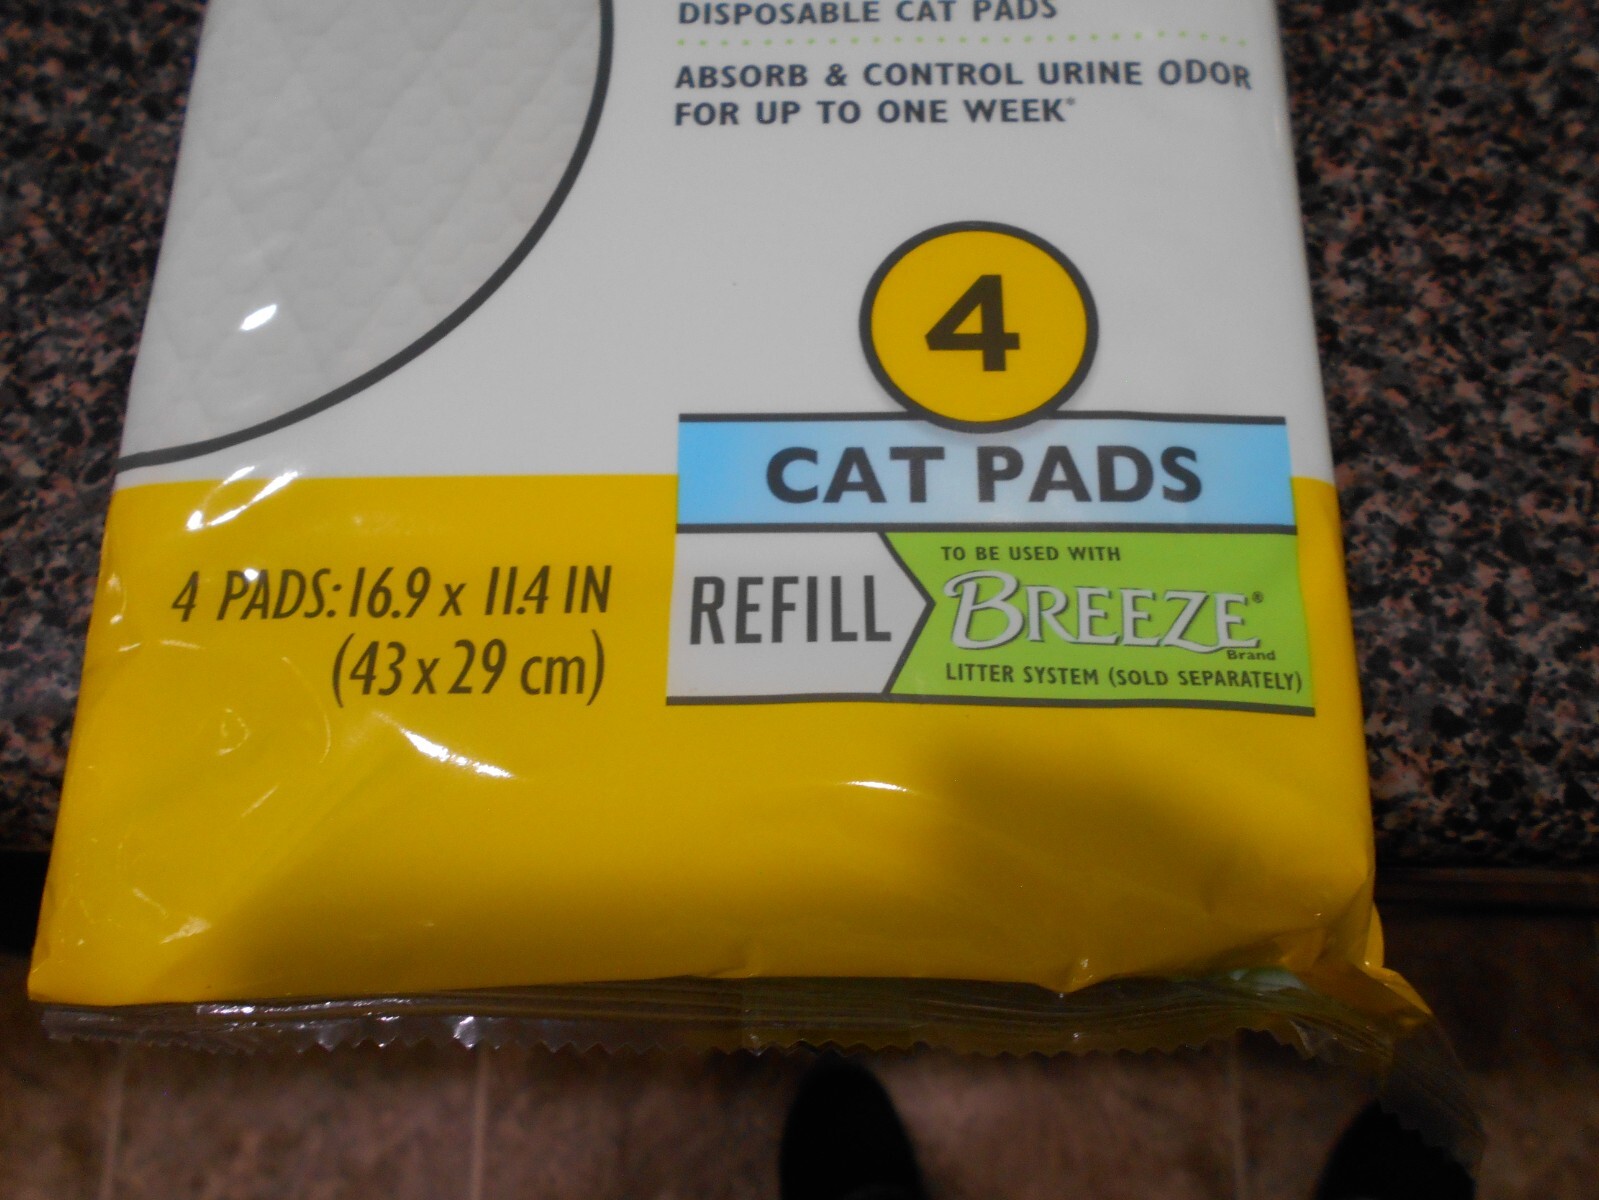 DISPOSABLE CAT PADS
ABSORB & CONTROL URINE ODOR
FOR UP TO ONE WEEK*
4
CAT PADS
4 PADS: 16.9 x 11.4 IN
(43 x 29 cm)
REFILL
TO BE USED WITH
BREEZE®
Brand
LITTER SYSTEM (SOLD SEPARATELY)